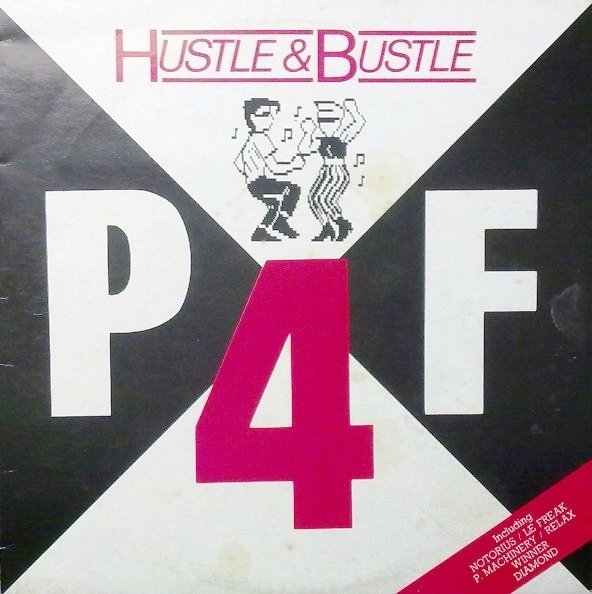 HUSTLE & BUSTLE
P 4 F
Including
NOTORIUS / LE FREAK
P. MACHINERY / RELAX
WINNER
DIAMOND